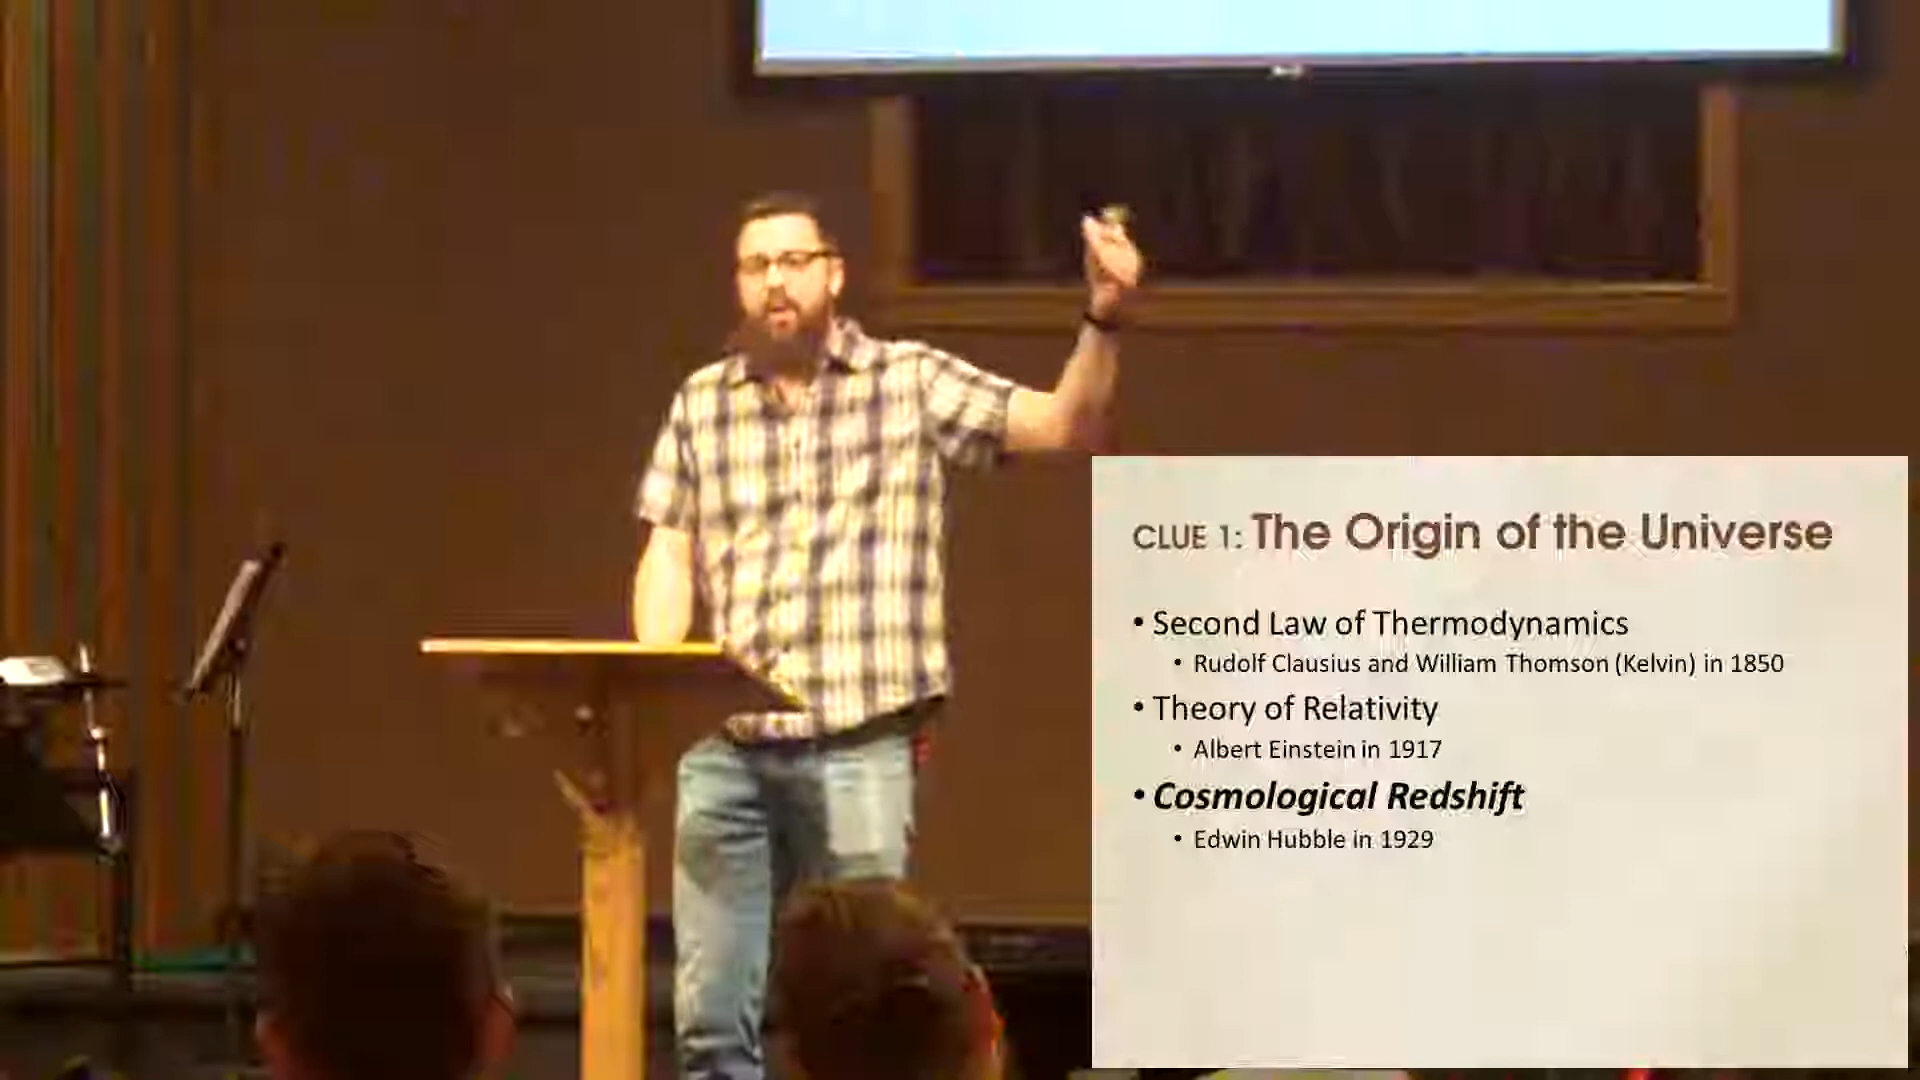 CLUE 1: The Origin of the Universe
• Second Law of Thermodynamics
• Rudolf Clausius and William Thomson (Kelvin) in 1850
• Theory of Relativity
• Albert Einstein in 1917
• Cosmological Redshift
• Edwin Hubble in 1929